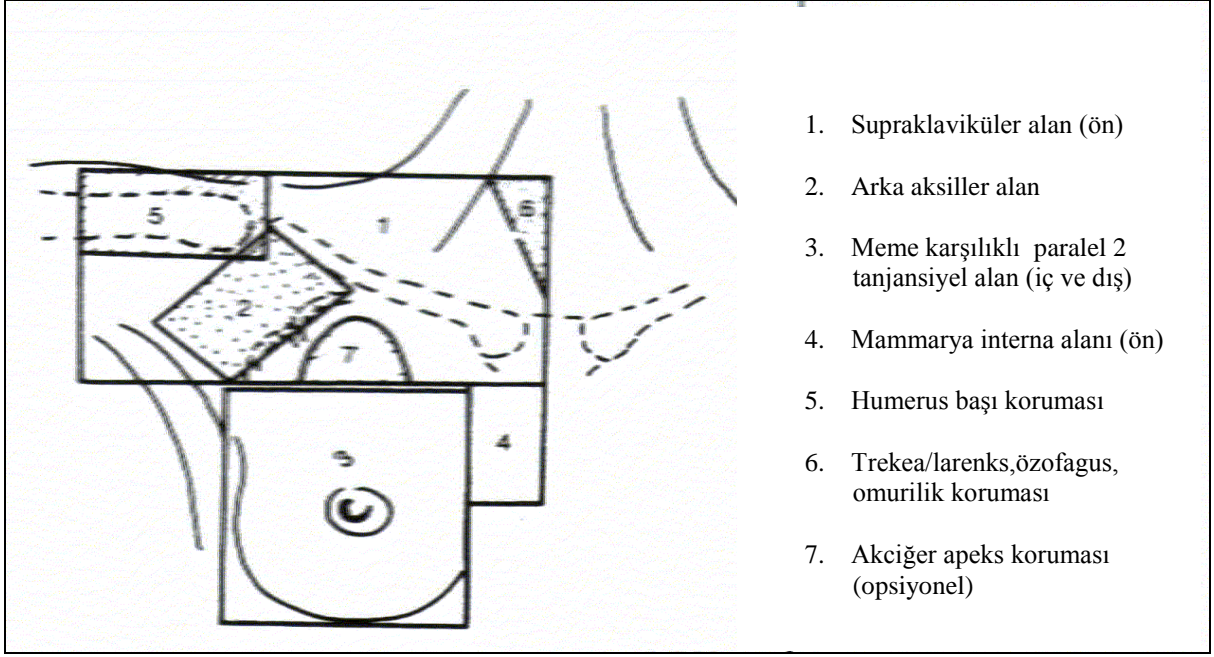 5
1
6
2
7
4
3
1. Supraklaviküler alan (ön)
2. Arka aksiller alan
3. Meme karşılıklı paralel 2
tanjansiyel alan (iç ve dış)
4. Mammarya interna alanı (ön)
5. Humerus başı koruması
6. Trekea/larenks,özofagus,
omurilik koruması
7. Akciğer apeks koruması
(opsiyonel)